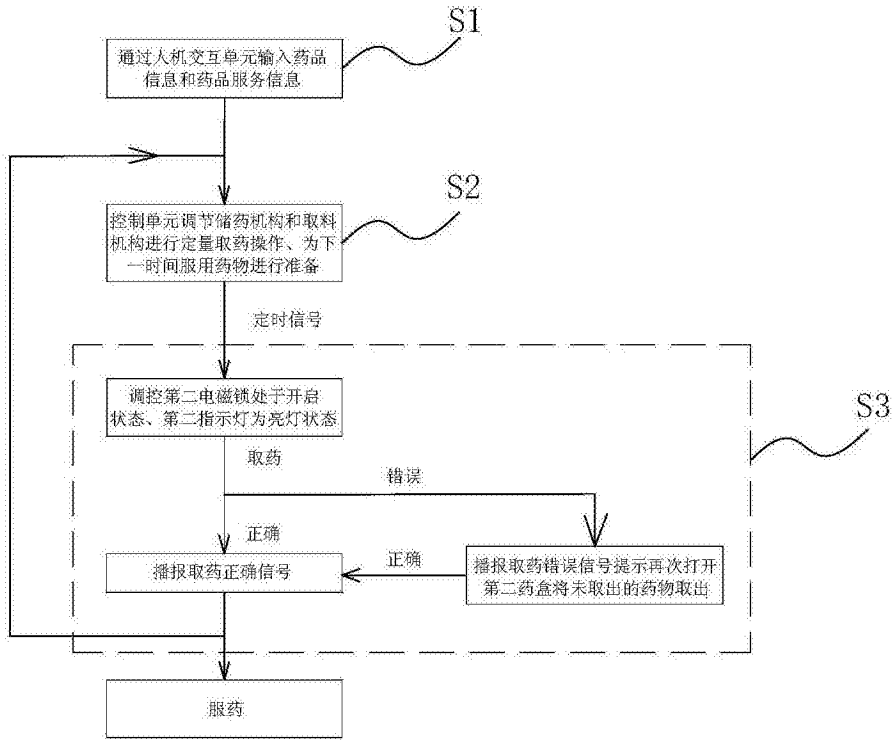 S1
通过人机交互单元输入药品
信息和药品服务信息
S2
控制单元调节储药机构和取料
机构进行定量取药操作、为下
一时间服用药物进行准备
定时信号
S3
调控第二电磁锁处于开启
状态、第二指示灯为亮灯状态
取药
错误
正确
播报取药正确信号
正确
播报取药错误信号提示再次打开
第二药盒将未取出的药物取出
服药